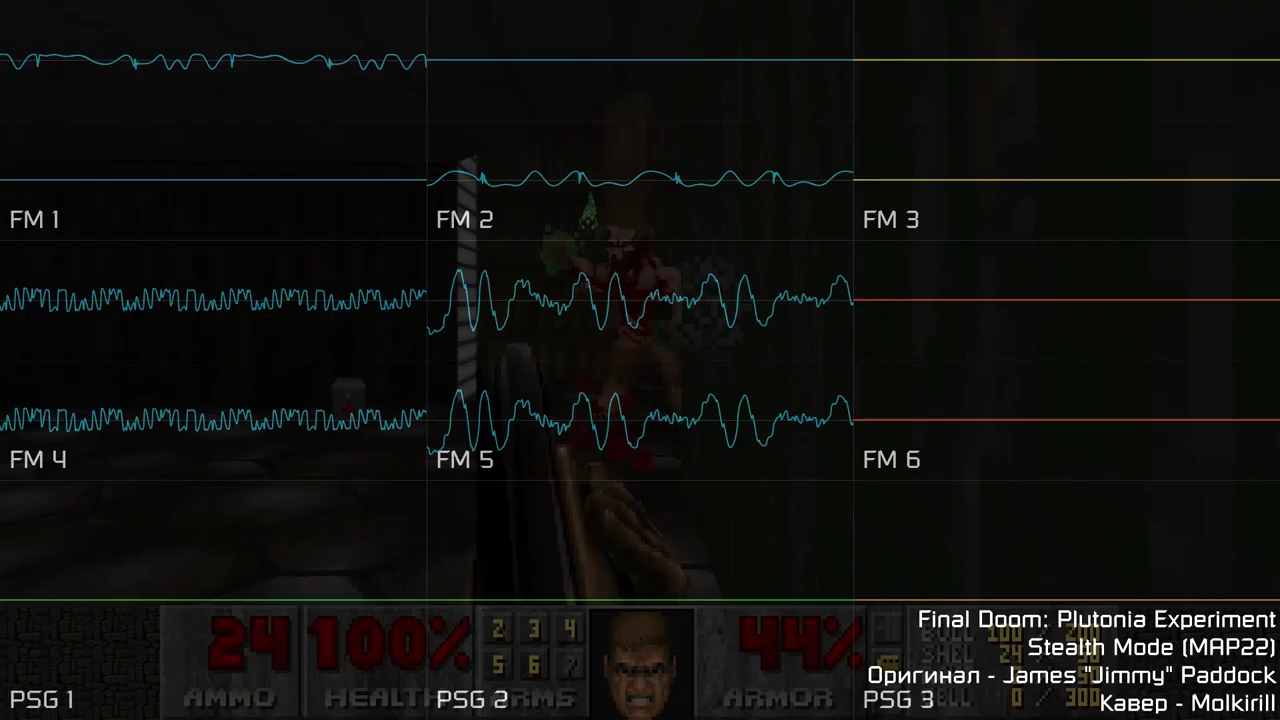 FM 1
FM 2
FM 3
FM 4
FM 5
FM 6
24 100% 2 3 4 44%
5 6 7
AMMO HEALTH ARMS ARMOR
PSG 1
PSG 2
PSG 3
Final Doom: Plutonia Experiment
Stealth Mode (MAP22)
Оригинал - James "Jimmy" Paddock
Кавер - Molkirill